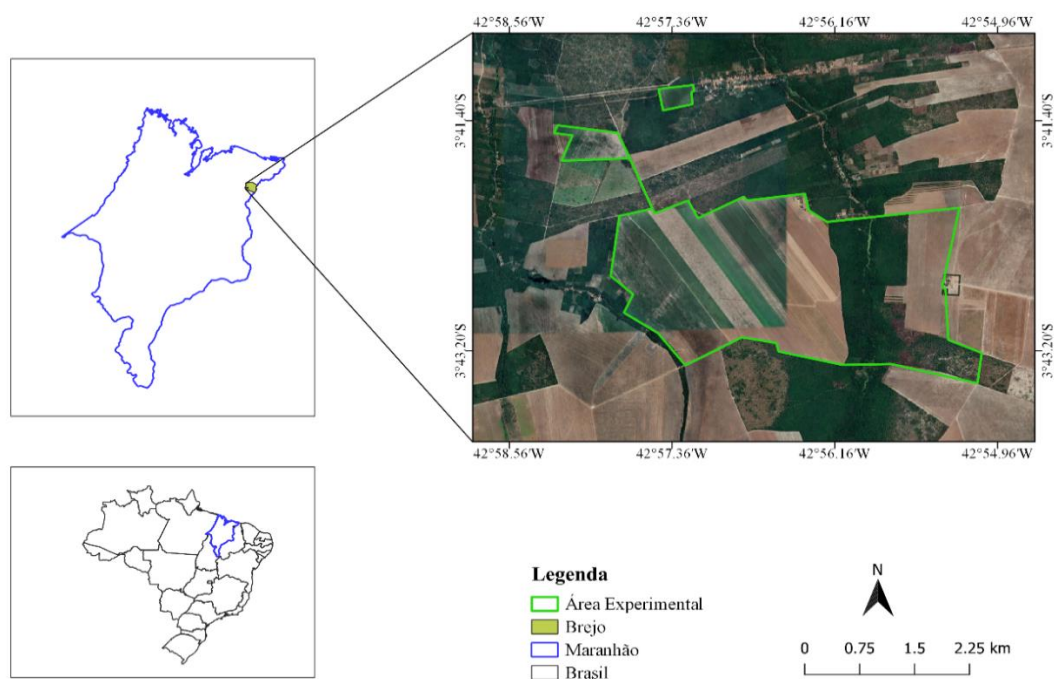 42°58.56'W 42°57.36'W 42°56.16'W 42°54.96'W
3°41.40'S 3°41.40'S
3°43.20'S 3°43.20'S
42°58.56'W 42°57.36'W 42°56.16'W 42°54.96'W
Legenda
Área Experimental
Brejo
Maranhão
Brasil
N
0 0.75 1.5 2.25 km